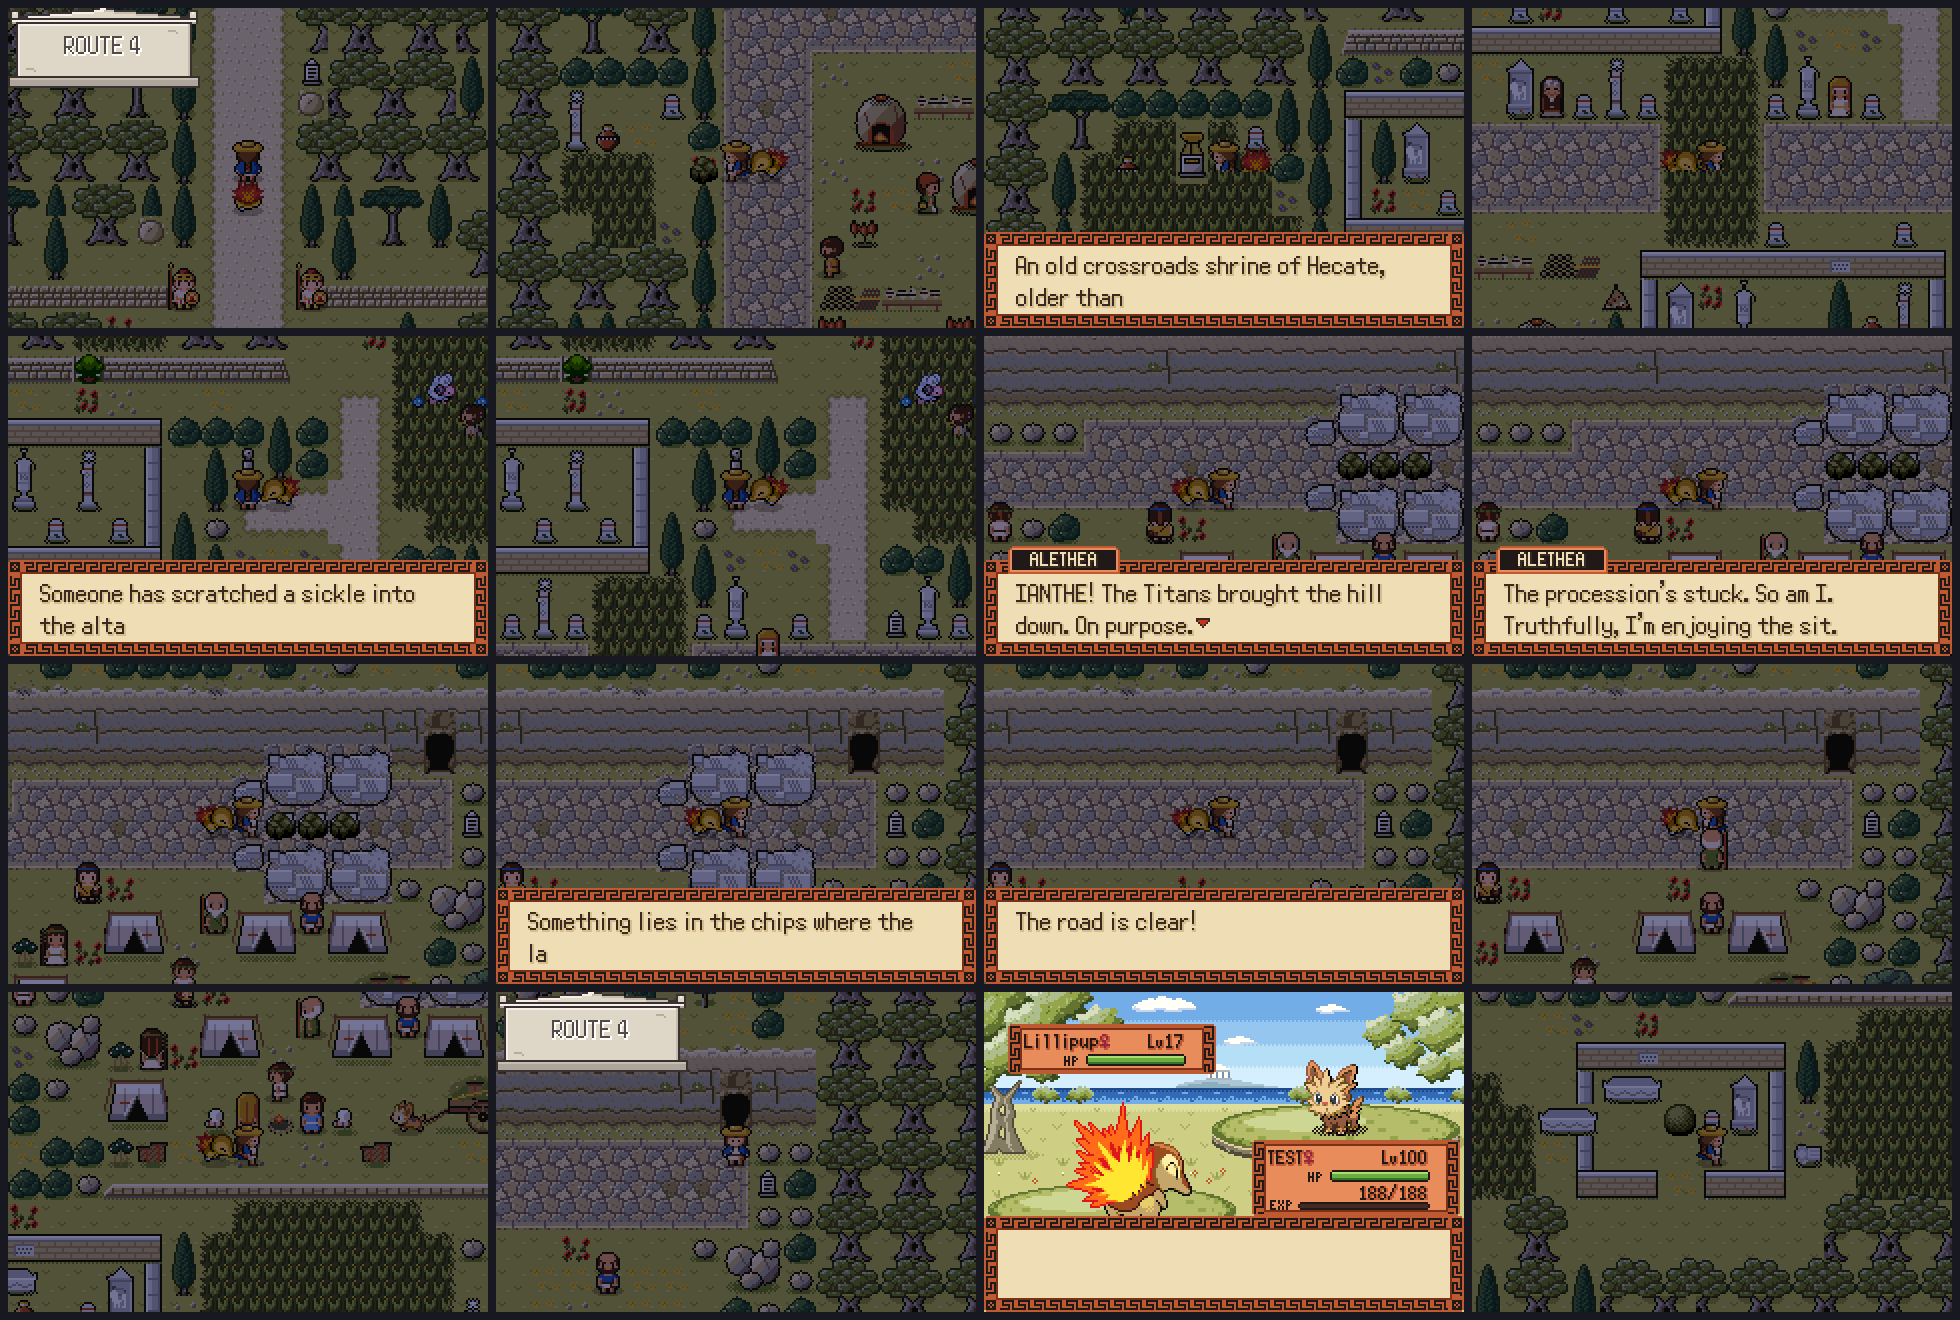 ROUTE 4
An old crossroads shrine of Hecate,
older than
Someone has scratched a sickle into
the alta
ALETHEA
IANTHE! The Titans brought the hill
down. On purpose.
ALETHEA
The procession's stuck. So am I.
Truthfully, I'm enjoying the sit.
Something lies in the chips where the
la
The road is clear!
ROUTE 4
Lillipup♀ Lv17
HP
TEST♀ Lv100
HP
188/188
EXP